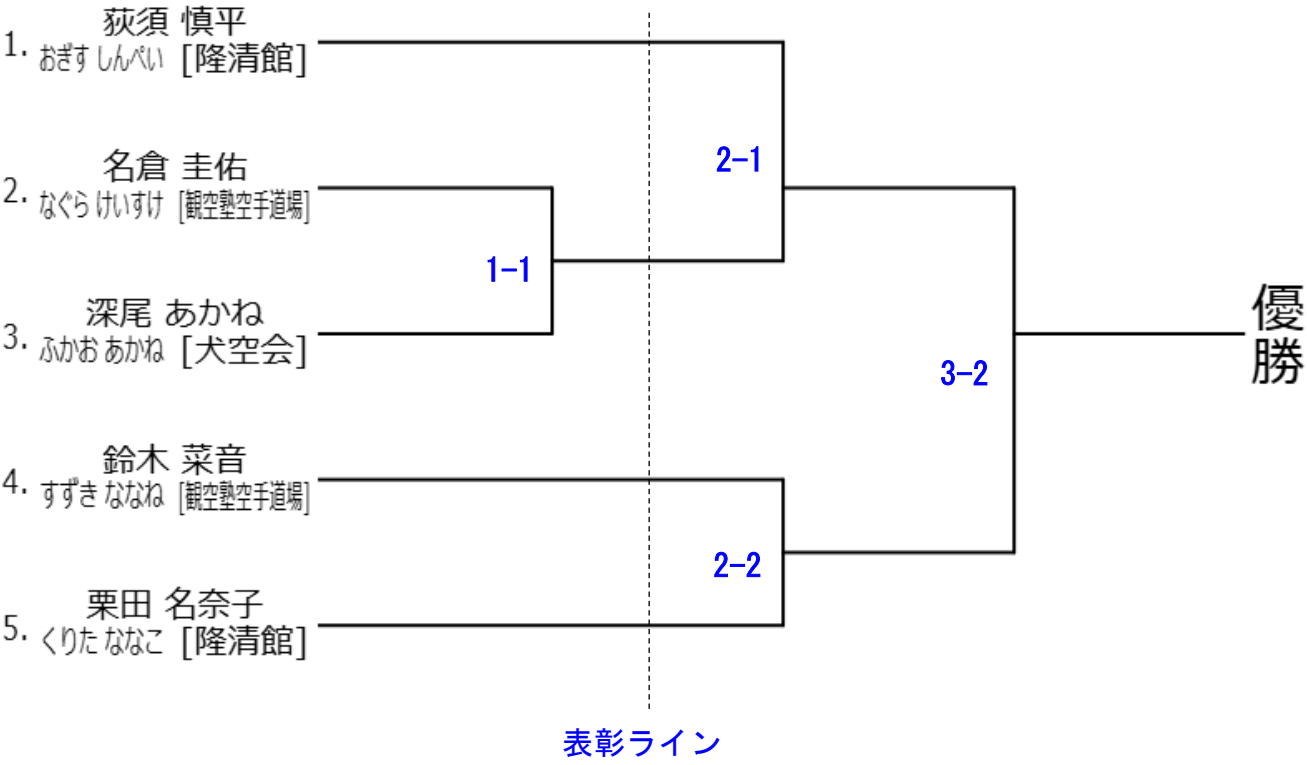 荻須 慎平
1. おぎす しんぺい [隆清館]
2-1
名倉 圭佑
2. なぐら けいすけ [観空塾空手道場]
1-1
深尾 あかね
3. ふかお あかね [犬空会]
優勝
3-2
鈴木 菜音
4. すずき ななね [観空塾空手道場]
2-2
栗田 名奈子
5. くりた ななこ [隆清館]
表彰ライン